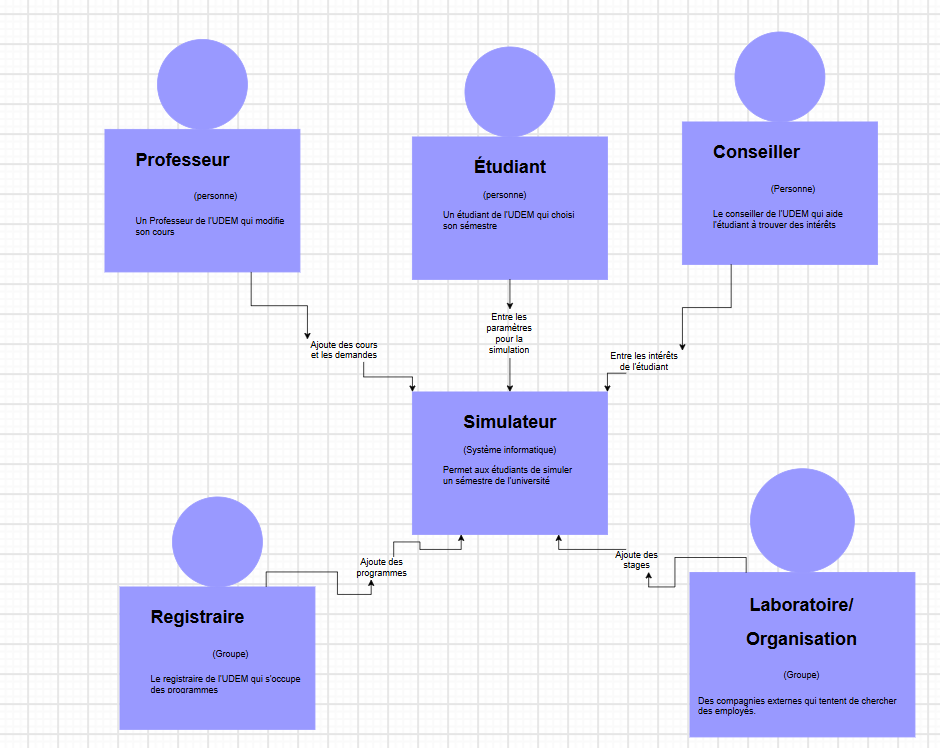 Professeur
(personne)
Un Professeur de l'UDEM qui modifie
son cours
Étudiant
(personne)
Un étudiant de l'UDEM qui choisi
son sémestre
Conseiller
(Personne)
Le conseiller de l'UDEM qui aide
l'étudiant à trouver des intérêts
Ajoute des cours
et les demandes
Entre les
paramètres
pour la
simulation
Entre les intérêts
de l'étudiant
Simulateur
(Système informatique)
Permet aux étudiants de simuler
un sémestre de l'université
Ajoute des
programmes
Ajoute des
stages
Registraire
(Groupe)
Le registraire de l'UDEM qui s'occupe
des programmes
Laboratoire/
Organisation
(Groupe)
Des compagnies externes qui tentent de chercher
des employés.